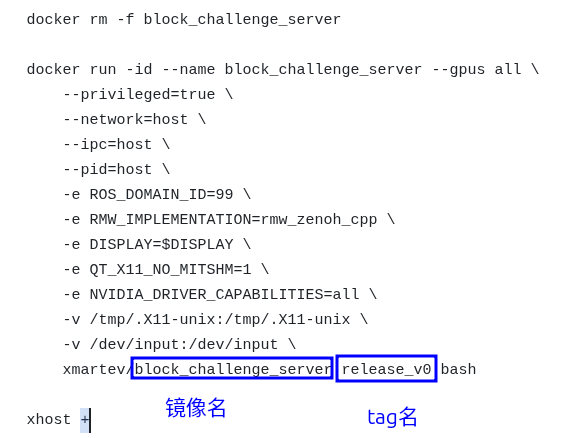 docker rm -f block_challenge_server
docker run -id --name block_challenge_server --gpus all \
--privileged=true \
--network=host \
--ipc=host \
--pid=host \
-e ROS_DOMAIN_ID=99 \
-e RMW_IMPLEMENTATION=rmw_zenoh_cpp \
-e DISPLAY=$DISPLAY \
-e QT_X11_NO_MITSHM=1 \
-e NVIDIA_DRIVER_CAPABILITIES=all \
-v /tmp/.X11-unix:/tmp/.X11-unix \
-v /dev/input:/dev/input \
xmartev/block_challenge_server release_v0 bash
镜像名 tag名
xhost +